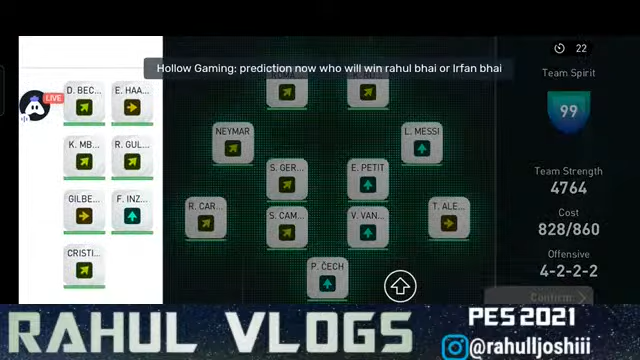 Hollow Gaming: prediction now who will win rahul bhai or Irfan bhai
22
Team Spirit
99
Team Strength
4764
Cost
828/860
Offensive
4-2-2-2
Confirm
LIVE
D. BEC...
E. HAA...
K. MB...
R. GUL...
GILBE...
F. INZ...
CRISTI...
NEYMAR
L. MESSI
S. GER...
E. PETIT
R. CAR...
S. CAM...
V. VAN...
T. ALE...
P. ČECH
RAHUL VLOGS
PES 2021
@rahulljoshiii